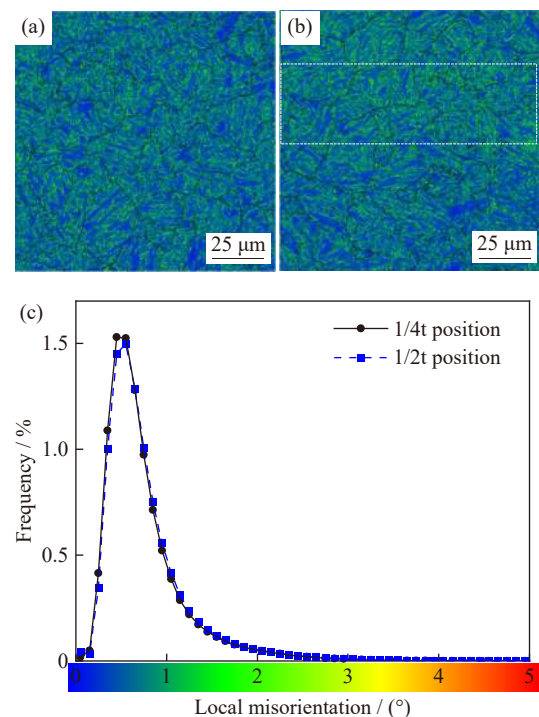 (a)
(b)
25 μm
25 μm
(c)
1/4t position
1/2t position
1.5
1.0
0.5
0
Frequency / %
0 1 2 3 4 5
Local misorientation / (°)